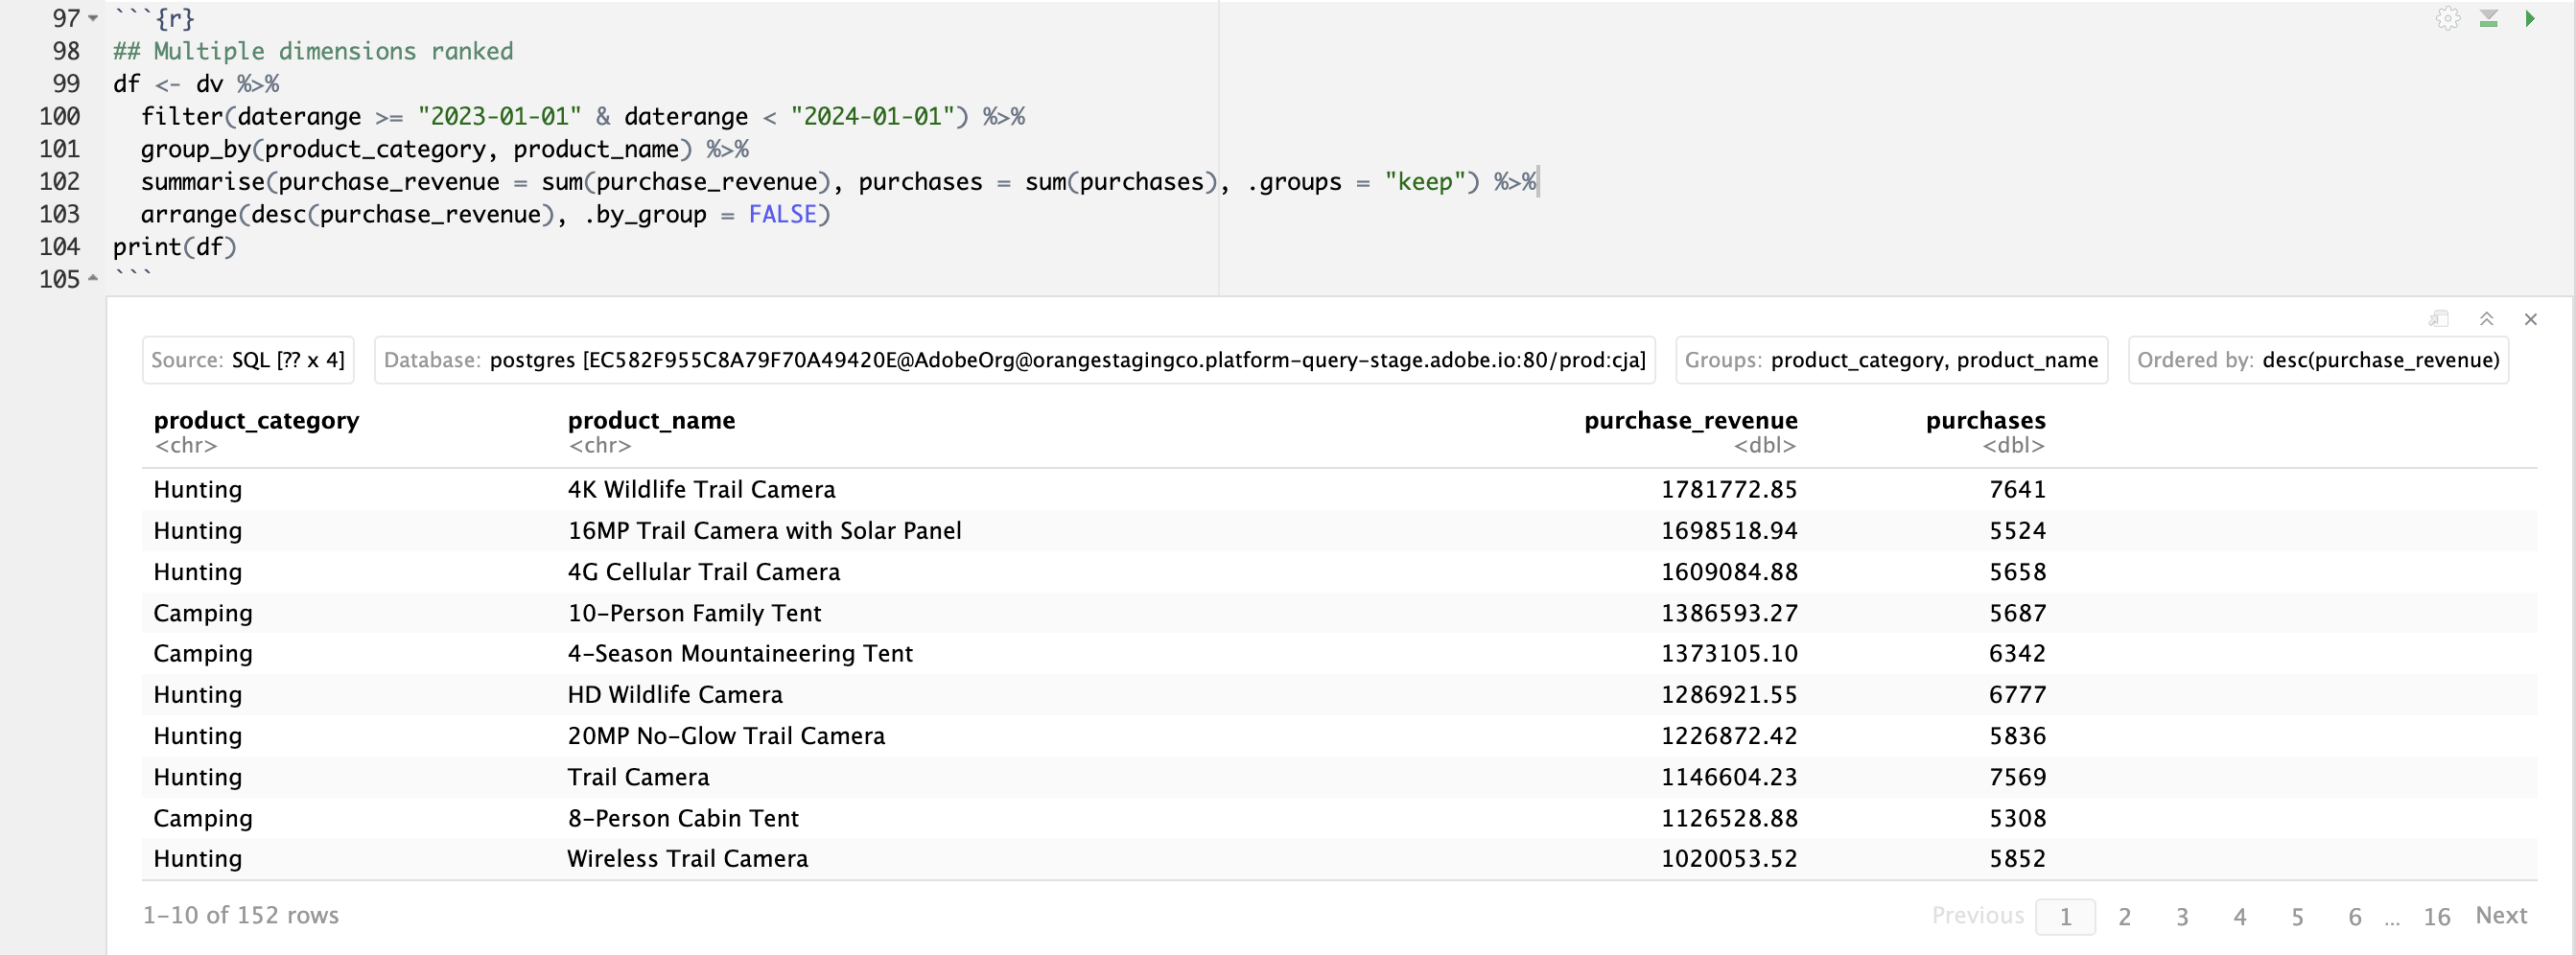 97 ```{r}
98 ## Multiple dimensions ranked
99 df <- dv %>%
100   filter(daterange >= "2023-01-01" & daterange < "2024-01-01") %>%
101   group_by(product_category, product_name) %>%
102   summarise(purchase_revenue = sum(purchase_revenue), purchases = sum(purchases), .groups = "keep") %>%
103   arrange(desc(purchase_revenue), .by_group = FALSE)
104 print(df)
105 ```
Source: SQL [?? x 4] Database: postgres [EC582F955C8A79F70A49420E@AdobeOrg@orangestagingco.platform-query-stage.adobe.io:80/prod:cja] Groups: product_category, product_name Ordered by: desc(purchase_revenue)
product_category product_name purchase_revenue purchases
<chr> <chr> <dbl> <dbl>
Hunting 4K Wildlife Trail Camera 1781772.85 7641
Hunting 16MP Trail Camera with Solar Panel 1698518.94 5524
Hunting 4G Cellular Trail Camera 1609084.88 5658
Camping 10-Person Family Tent 1386593.27 5687
Camping 4-Season Mountaineering Tent 1373105.10 6342
Hunting HD Wildlife Camera 1286921.55 6777
Hunting 20MP No-Glow Trail Camera 1226872.42 5836
Hunting Trail Camera 1146604.23 7569
Camping 8-Person Cabin Tent 1126528.88 5308
Hunting Wireless Trail Camera 1020053.52 5852
1-10 of 152 rows Previous 1 2 3 4 5 6 ... 16 Next